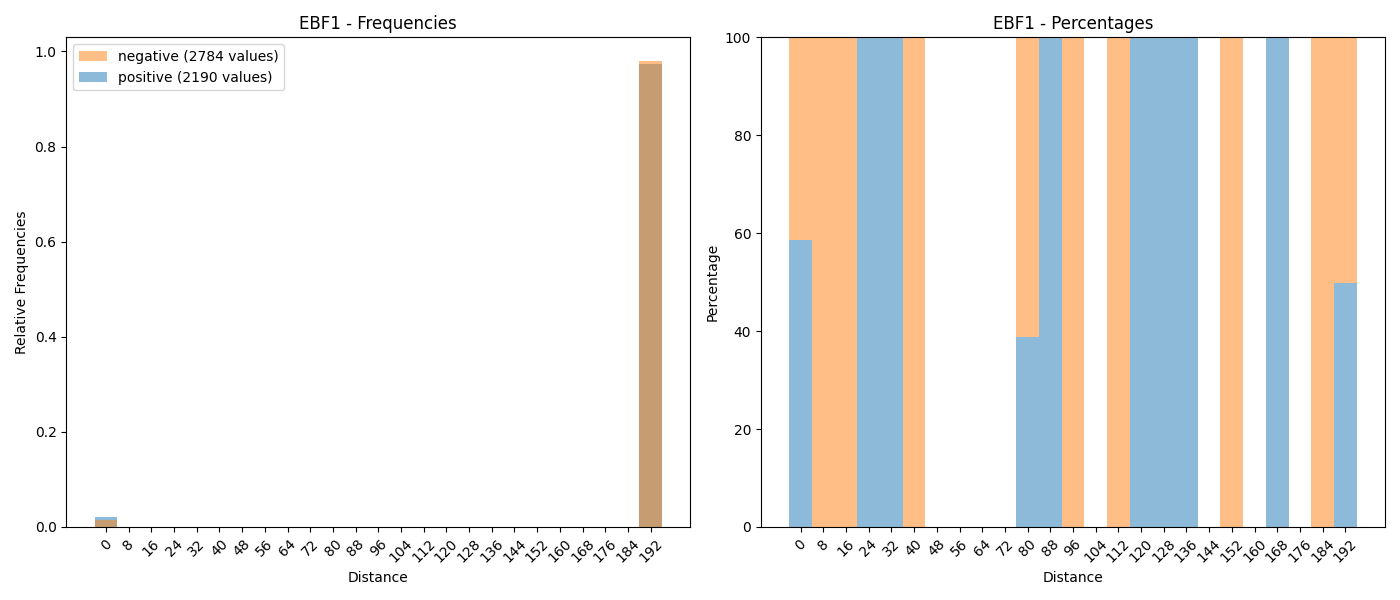 EBF1 - Frequencies
negative (2784 values)
positive (2190 values)
Relative Frequencies
1.0
0.8
0.6
0.4
0.2
0.0
0 8 16 24 32 40 48 56 64 72 80 88 96 104 112 120 128 136 144 152 160 168 176 184 192
Distance
EBF1 - Percentages
Percentage
100
80
60
40
20
0
0 8 16 24 32 40 48 56 64 72 80 88 96 104 112 120 128 136 144 152 160 168 176 184 192
Distance